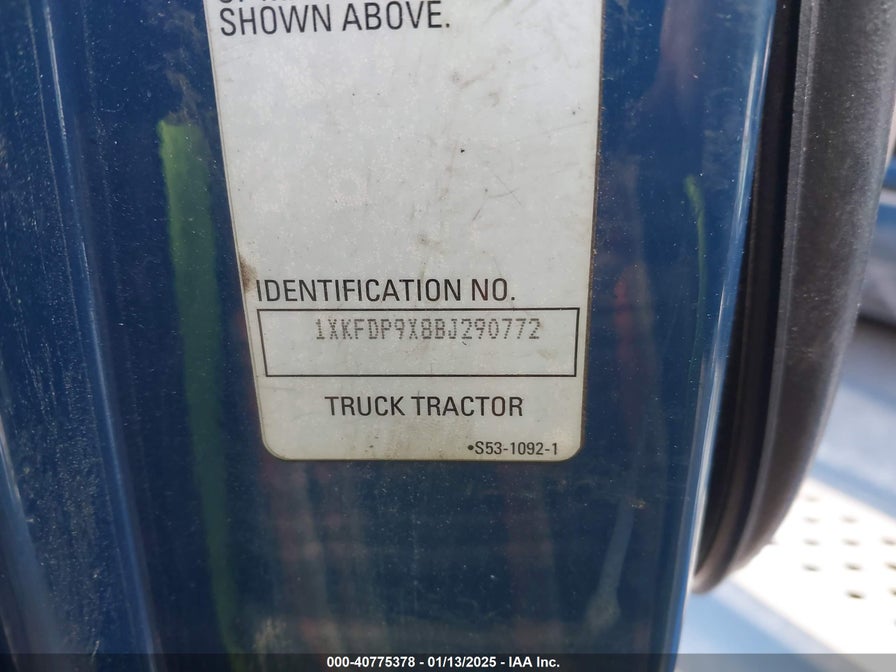 SHOWN ABOVE.
IDENTIFICATION NO.
1XKFDP9X8BJ290772
TRUCK TRACTOR
•S53-1092-1
000-40775378 - 01/13/2025 - IAA Inc.